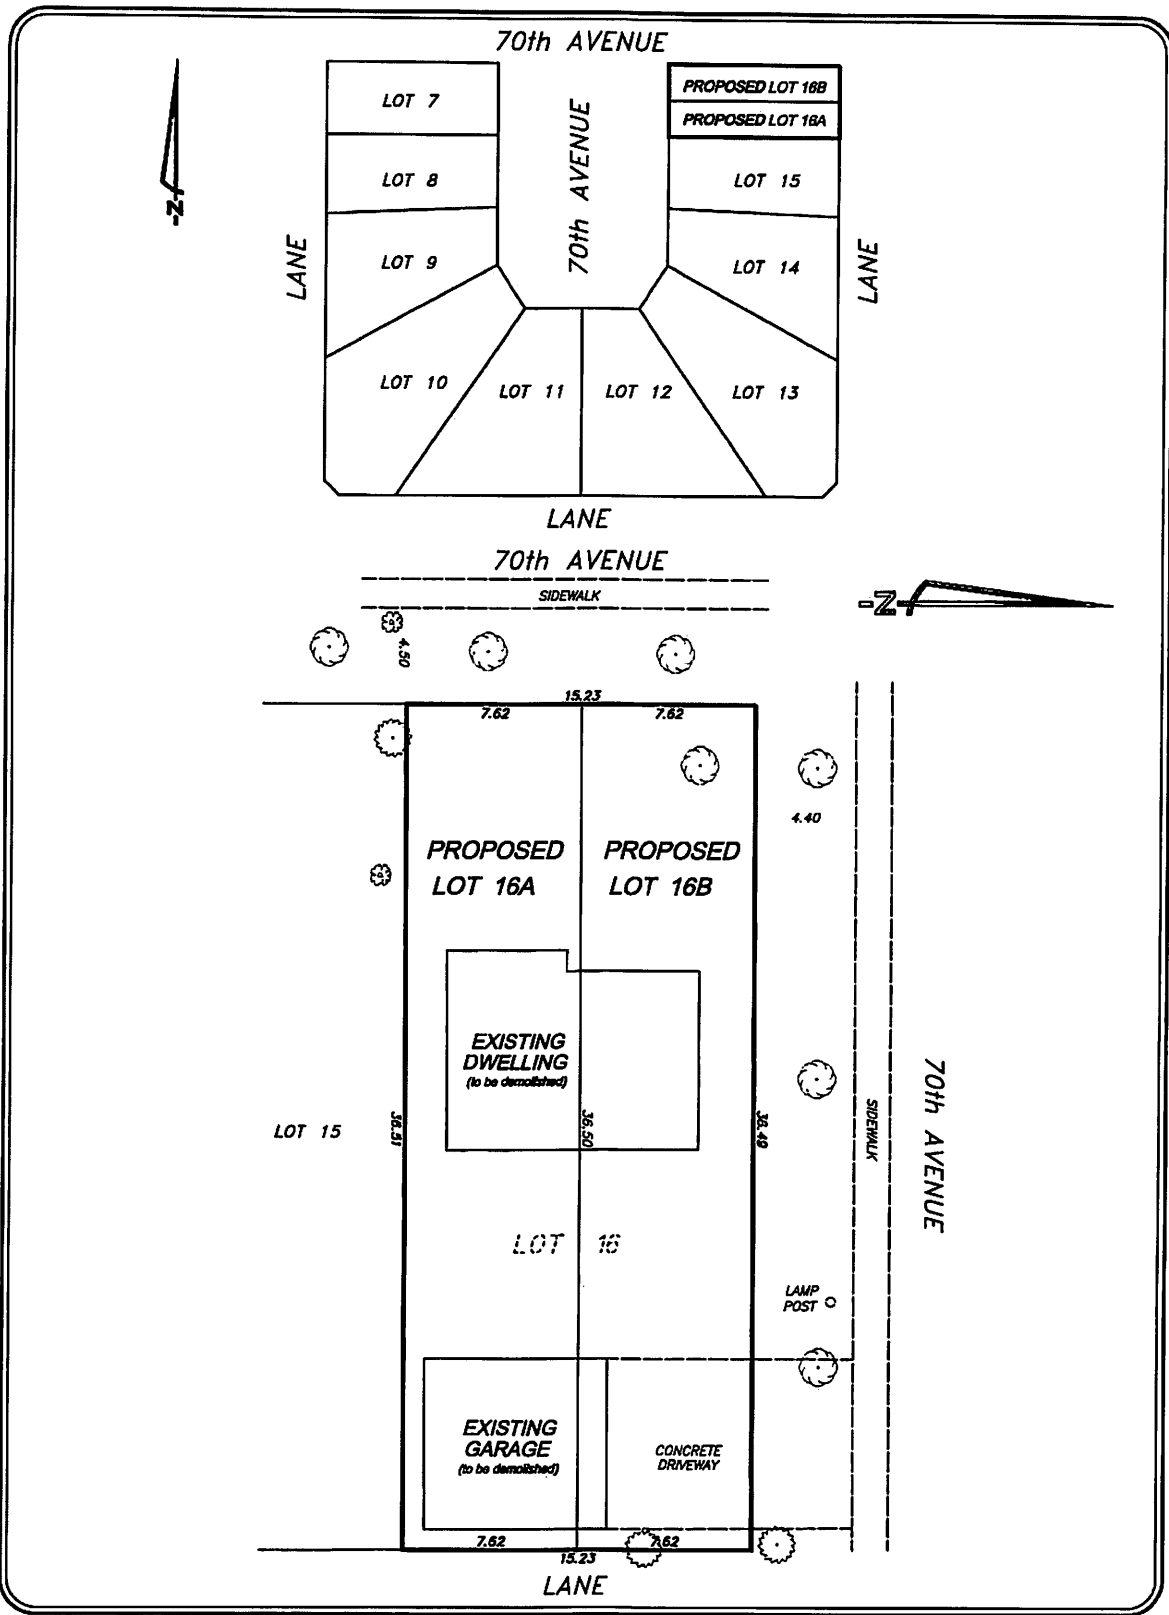 70th AVENUE
LOT 7
70th AVENUE
PROPOSED LOT 16B
PROPOSED LOT 16A
-Z-
LOT 8
LOT 15
LANE
LOT 9
LOT 14
LANE
LOT 10
LOT 11
LOT 12
LOT 13
LANE
70th AVENUE
SIDEWALK
-Z-
4.50
15.23
7.62
7.62
4.40
PROPOSED
LOT 16A
PROPOSED
LOT 16B
EXISTING
DWELLING
(to be demolished)
LOT 15
36.51
36.50
36.49
SIDEWALK
70th AVENUE
LOT 16
LAMP
POST
EXISTING
GARAGE
(to be demolished)
CONCRETE
DRIVEWAY
7.62
7.62
15.23
LANE